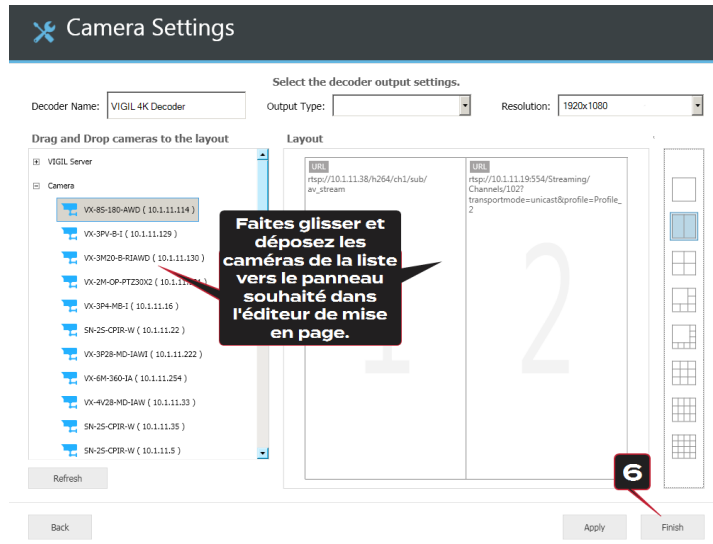 Camera Settings
Select the decoder output settings.
Decoder Name: VIGIL 4K Decoder Output Type: Resolution: 1920x1080
Drag and Drop cameras to the layout
Layout
VIGIL Server
Camera
VX-8S-180-AWD ( 10.1.11.114 )
VX-3PV-B-I ( 10.1.11.129 )
VX-3M20-B-RIAWD ( 10.1.11.130 )
VX-2M-OP-PTZ30X2 (
VX-3P4-MB-I ( 10.1.11.16 )
SN-2S-CPIR-W ( 10.1.11.22 )
VX-3P28-MD-IAWI ( 10.1.11.222 )
VX-6M-360-IA ( 10.1.11.254 )
VX-4V28-MD-IAW ( 10.1.11.33 )
SN-2S-CPIR-W ( 10.1.11.35 )
SN-2S-CPIR-W ( 10.1.11.5 )
URL
rtsp://10.1.11.38/h264/ch1/sub/
av_stream
1
URL
rtsp://10.1.11.19:554/Streaming/
Channels/102?
transportmode=unicast&profile=Profile_
2
2
Faites glisser et
déposez les
caméras de la liste
vers le panneau
souhaité dans
l'éditeur de mise
en page.
Refresh
6
Back
Apply
Finish